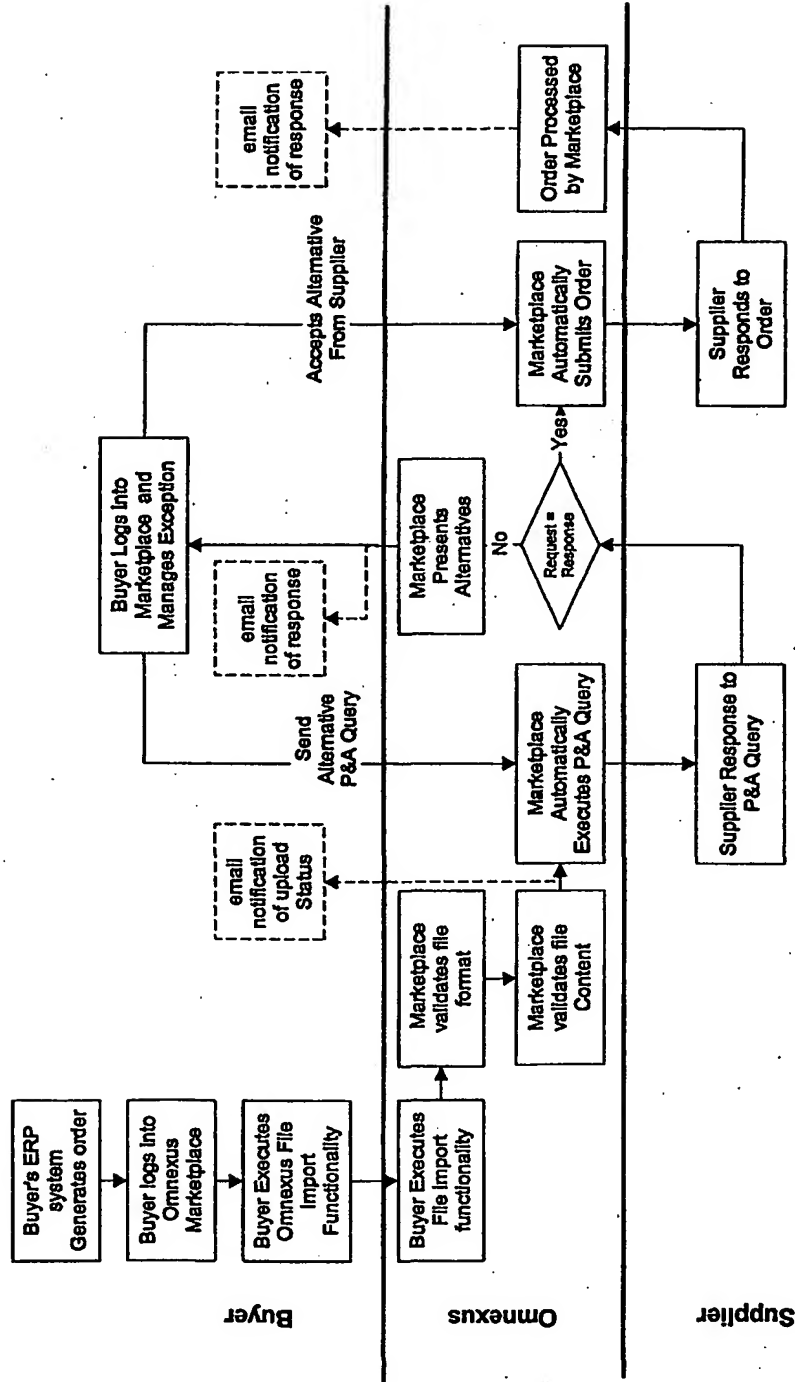 Buyer
Buyer's ERP
system
Generates order
Buyer logs into
Omnexus
Marketplace
Buyer Executes
Omnexus File
Import
Functionality
email
notification
of upload
Status
Send
Alternative
P&A Query
Buyer Logs Into
Marketplace and
Manages Exception
email
notification
of response
Accepts Alternative
From Supplier
email
notification
of response
Omnexus
Buyer Executes
File Import
functionality
Marketplace
validates file
format
Marketplace
validates file
Content
Marketplace
Automatically
Executes P&A Query
Marketplace
Presents
Alternatives
No
Request =
Response
Yes
Marketplace
Automatically
Submits Order
Order Processed
by Marketplace
Supplier
Supplier Response to
P&A Query
Supplier
Responds to
Order